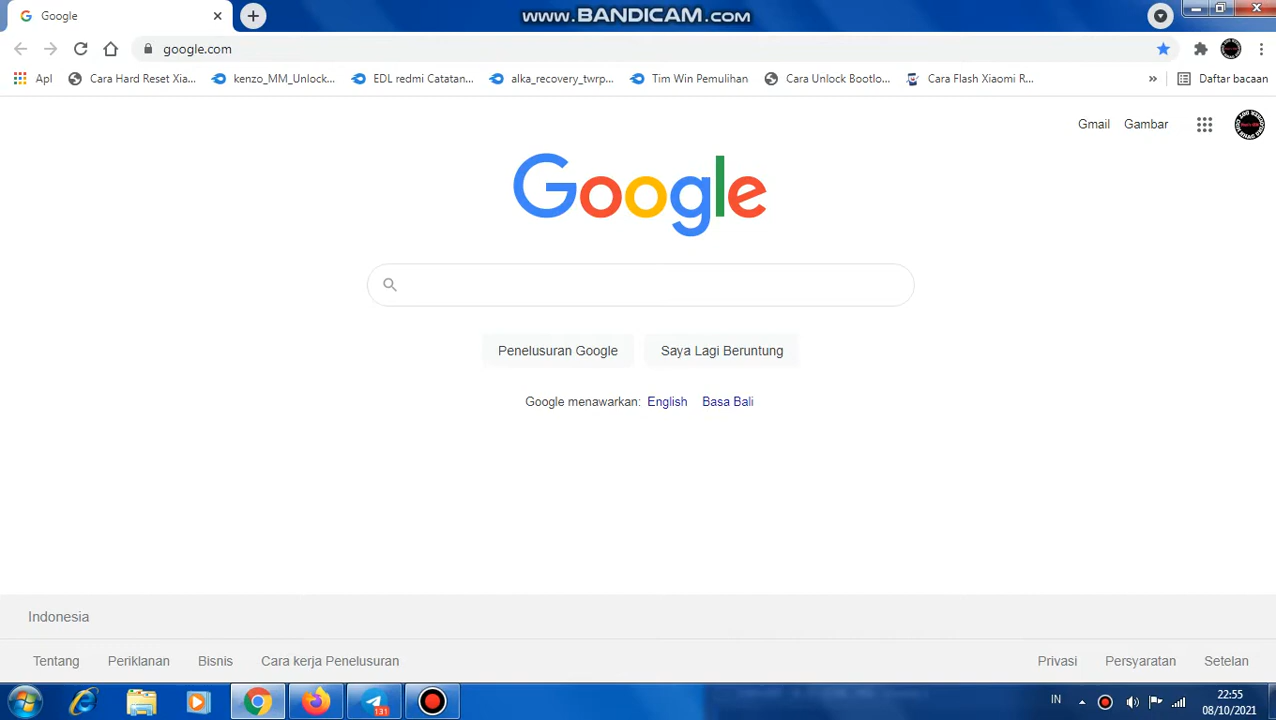 Google
www.BANDICAM.com
google.com
Apl
Cara Hard Reset Xia...
kenzo_MM_Unlock...
EDL redmi Catatan...
alka_recovery_twrp...
Tim Win Pemulihan
Cara Unlock Bootlo...
Cara Flash Xiaomi R...
»
Daftar bacaan
Gmail
Gambar
Google
Penelusuran Google
Saya Lagi Beruntung
Google menawarkan: English Basa Bali
Indonesia
Tentang
Periklanan
Bisnis
Cara kerja Penelusuran
Privasi
Persyaratan
Setelan
131
IN
22:55
08/10/2021